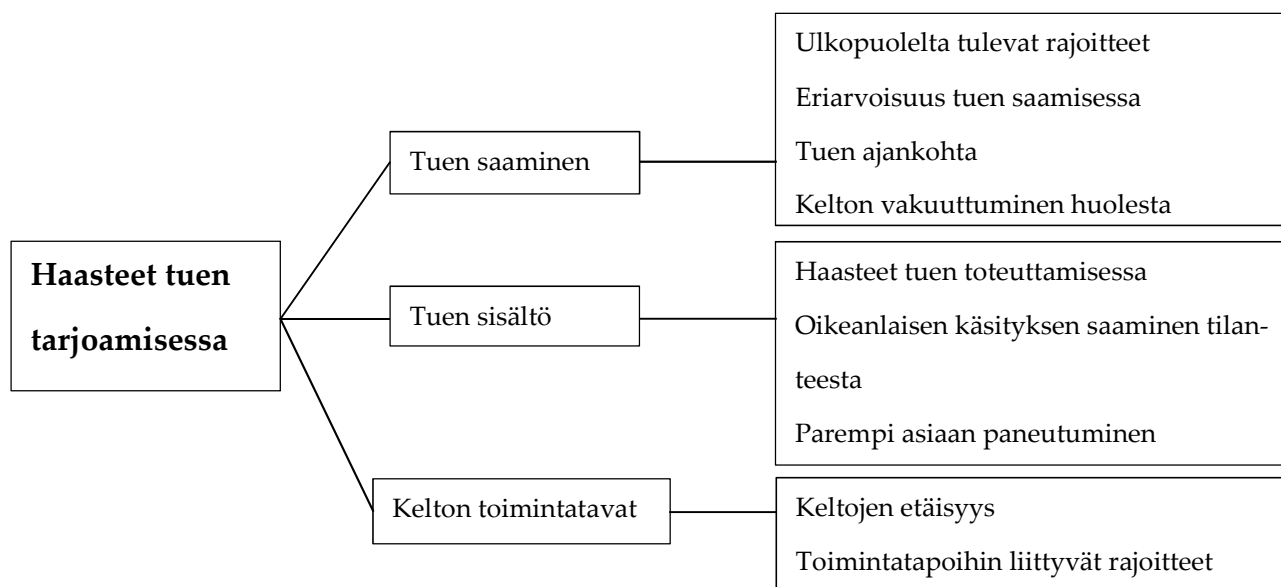 Haasteet tuen
tarjoamisessa
Tuen saaminen
Ulkopuolelta tulevat rajoitteet
Eriarvoisuus tuen saamisessa
Tuen ajankohta
Kelton vakuuttuminen huolesta
Tuen sisältö
Haasteet tuen toteuttamisessa
Oikeanlaisen käsityksen saaminen tilan-
teesta
Parempi asiaan paneutuminen
Kelton toimintatavat
Keltojen etäisyys
Toimintatapoihin liittyvät rajoitteet